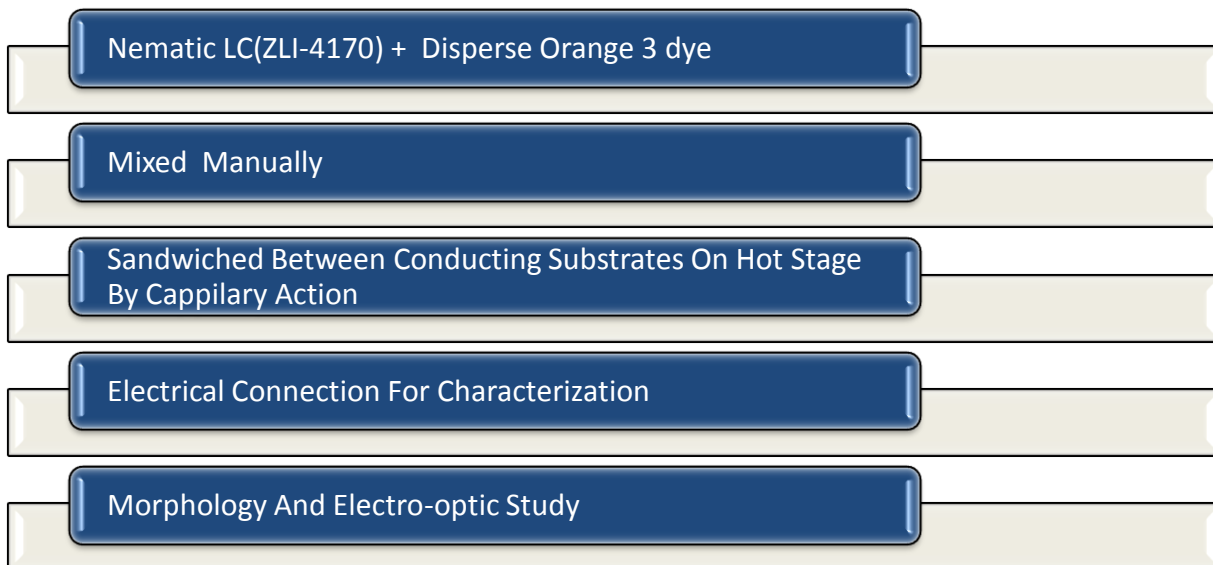 Nematic LC(ZLI-4170) + Disperse Orange 3 dye
Mixed Manually
Sandwiched Between Conducting Substrates On Hot Stage
By Cappilary Action
Electrical Connection For Characterization
Morphology And Electro-optic Study